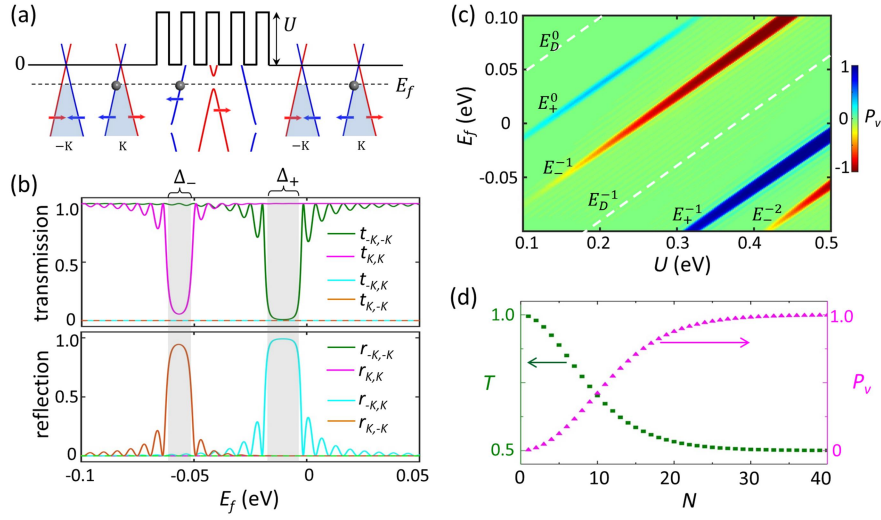 (a)
U
0
E_f
-K
K
-K
K
(b)
Δ_-
Δ_+
transmission
1.0
0.5
0
t_{-K,-K}
t_{K,K}
t_{-K,K}
t_{K,-K}
reflection
1.0
0.5
0
r_{-K,-K}
r_{K,K}
r_{-K,K}
r_{K,-K}
-0.1
-0.05
0
0.05
E_f (eV)
(c)
E_f (eV)
0.10
0.05
0
-0.05
-0.10
E_D^0
E_+^0
E_-^{-1}
E_D^{-1}
E_+^{-1}
E_-^{-2}
0.1
0.2
0.3
0.4
0.5
U (eV)
1
0
-1
P_v
(d)
T
1.0
0.5
1.0
0
P_v
0
10
20
30
40
N